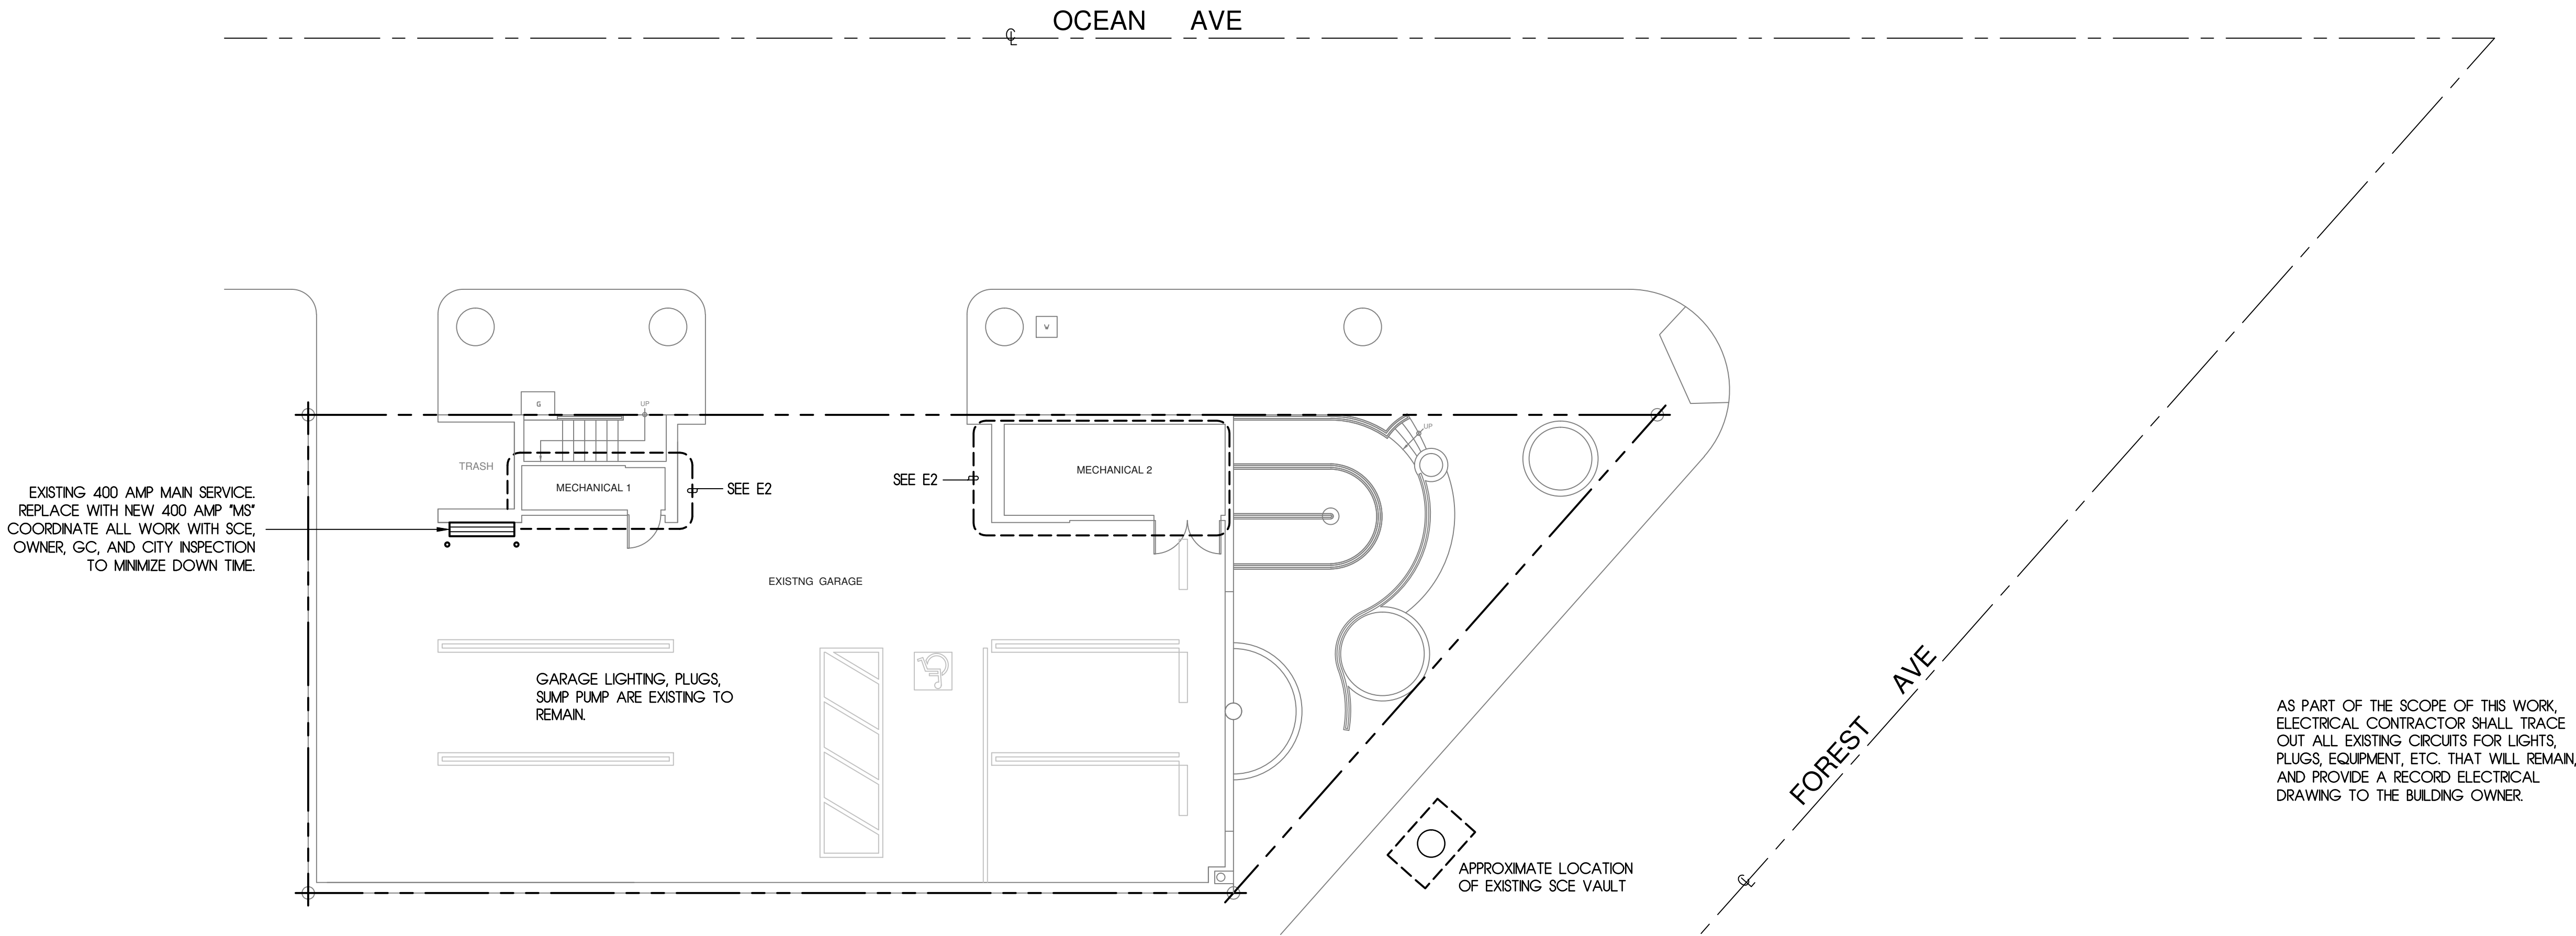 OCEAN AVE
℄
W
G
UP
UP
TRASH
MECHANICAL 1
SEE E2
SEE E2
MECHANICAL 2
EXISTING 400 AMP MAIN SERVICE.
REPLACE WITH NEW 400 AMP "MS"
COORDINATE ALL WORK WITH SCE,
OWNER, GC, AND CITY INSPECTION
TO MINIMIZE DOWN TIME.
EXISTNG GARAGE
GARAGE LIGHTING, PLUGS,
SUMP PUMP ARE EXISTING TO
REMAIN.
FOREST AVE
℄
AS PART OF THE SCOPE OF THIS WORK,
ELECTRICAL CONTRACTOR SHALL TRACE
OUT ALL EXISTING CIRCUITS FOR LIGHTS,
PLUGS, EQUIPMENT, ETC. THAT WILL REMAIN,
AND PROVIDE A RECORD ELECTRICAL
DRAWING TO THE BUILDING OWNER.
APPROXIMATE LOCATION
OF EXISTING SCE VAULT